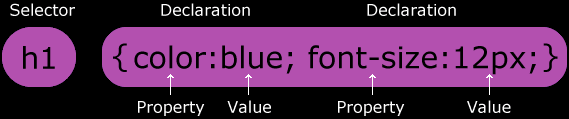 Selector Declaration Declaration
h1 {color:blue; font-size:12px;}
Property Value Property Value